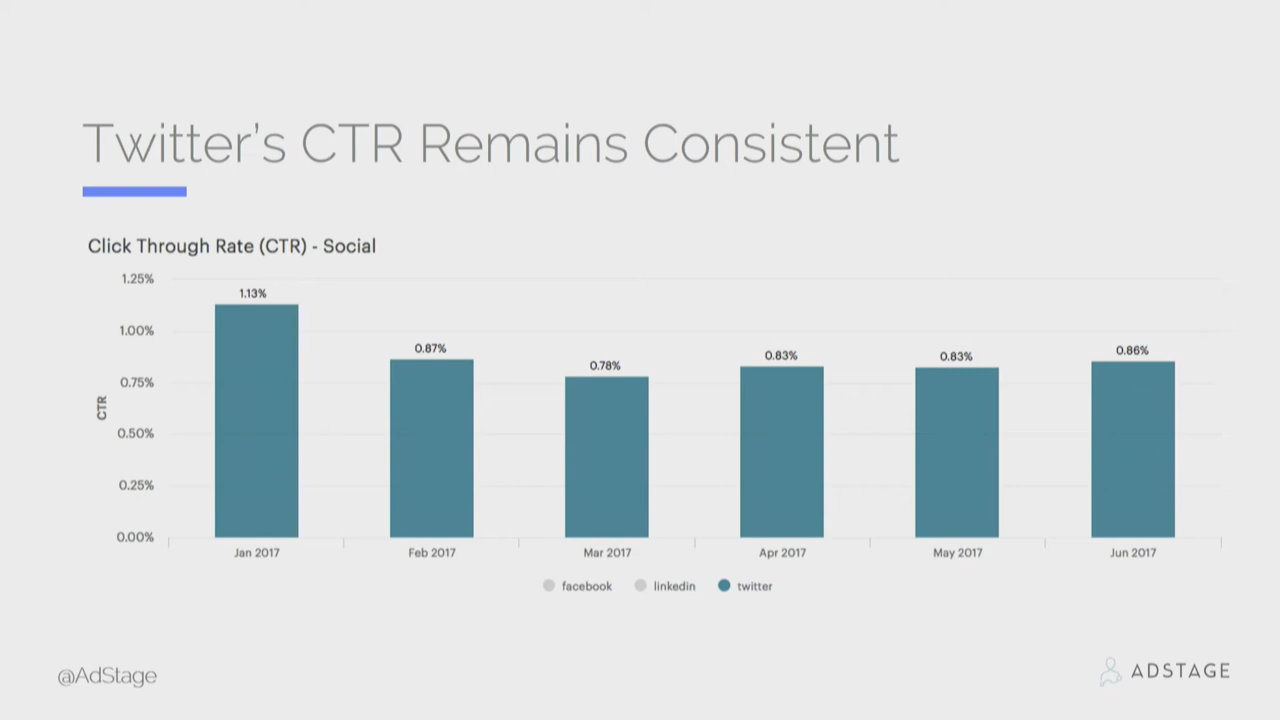 Twitter's CTR Remains Consistent
Click Through Rate (CTR) - Social
1.25%
1.00%
0.75%
0.50%
0.25%
0.00%
CTR
1.13%
0.87%
0.78%
0.83%
0.83%
0.86%
Jan 2017
Feb 2017
Mar 2017
Apr 2017
May 2017
Jun 2017
facebook
linkedin
twitter
@AdStage
ADSTAGE